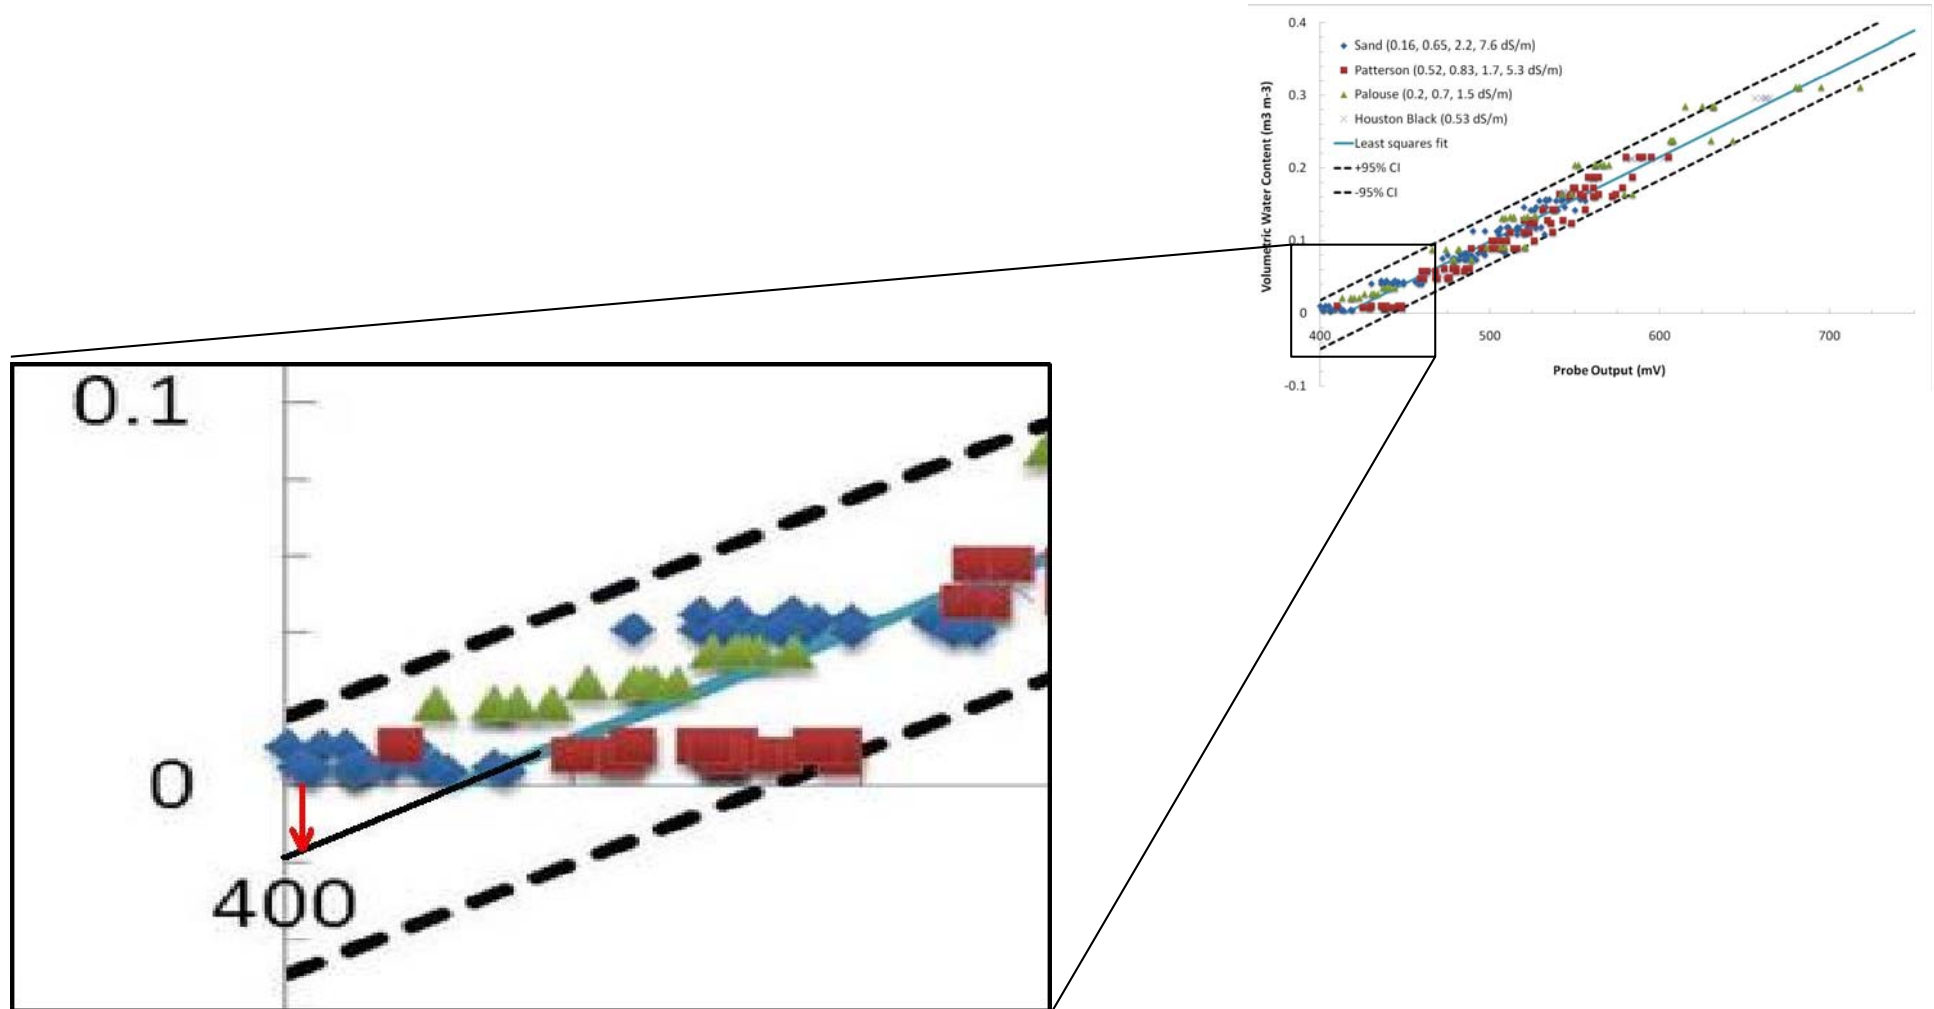 0.4
0.3
0.2
0.1
0
-0.1
Volumetric Water Content (m3 m-3)
Sand (0.16, 0.65, 2.2, 7.6 dS/m)
Patterson (0.52, 0.83, 1.7, 5.3 dS/m)
Palouse (0.2, 0.7, 1.5 dS/m)
Houston Black (0.53 dS/m)
Least squares fit
+95% CI
-95% CI
400 500 600 700
Probe Output (mV)
0.1
0
400